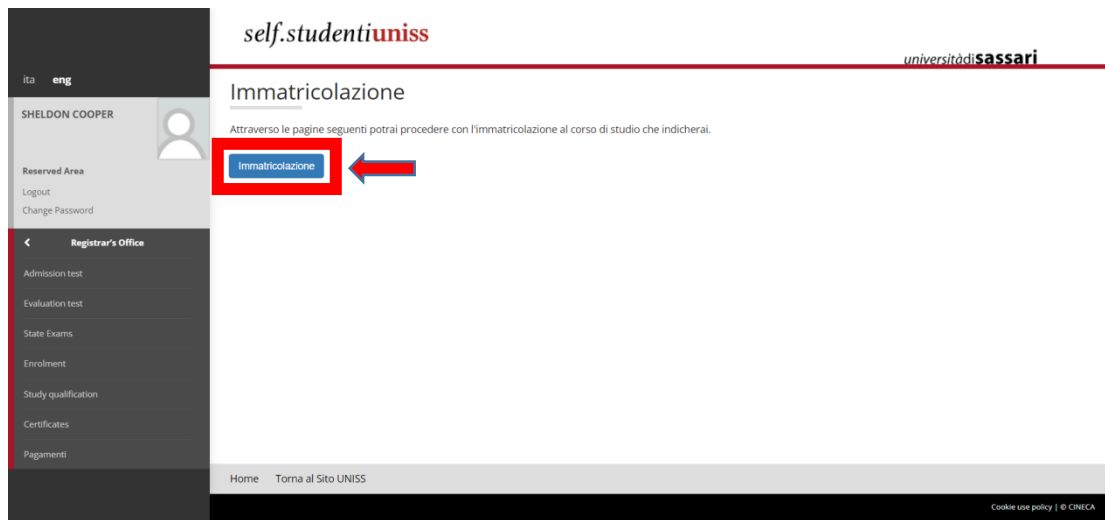 self.studentiuniss
universitàdisassari
ita eng
SHELDON COOPER
Reserved Area
Logout
Change Password
Registrar's Office
Admission test
Evaluation test
State Exams
Enrolment
Study qualification
Certificates
Pagamenti
Immatricolazione
Attraverso le pagine seguenti potrai procedere con l'immatricolazione al corso di studio che indicherai.
Immatricolazione
Home Torna al Sito UNISS
Cookie use policy | © CINECA